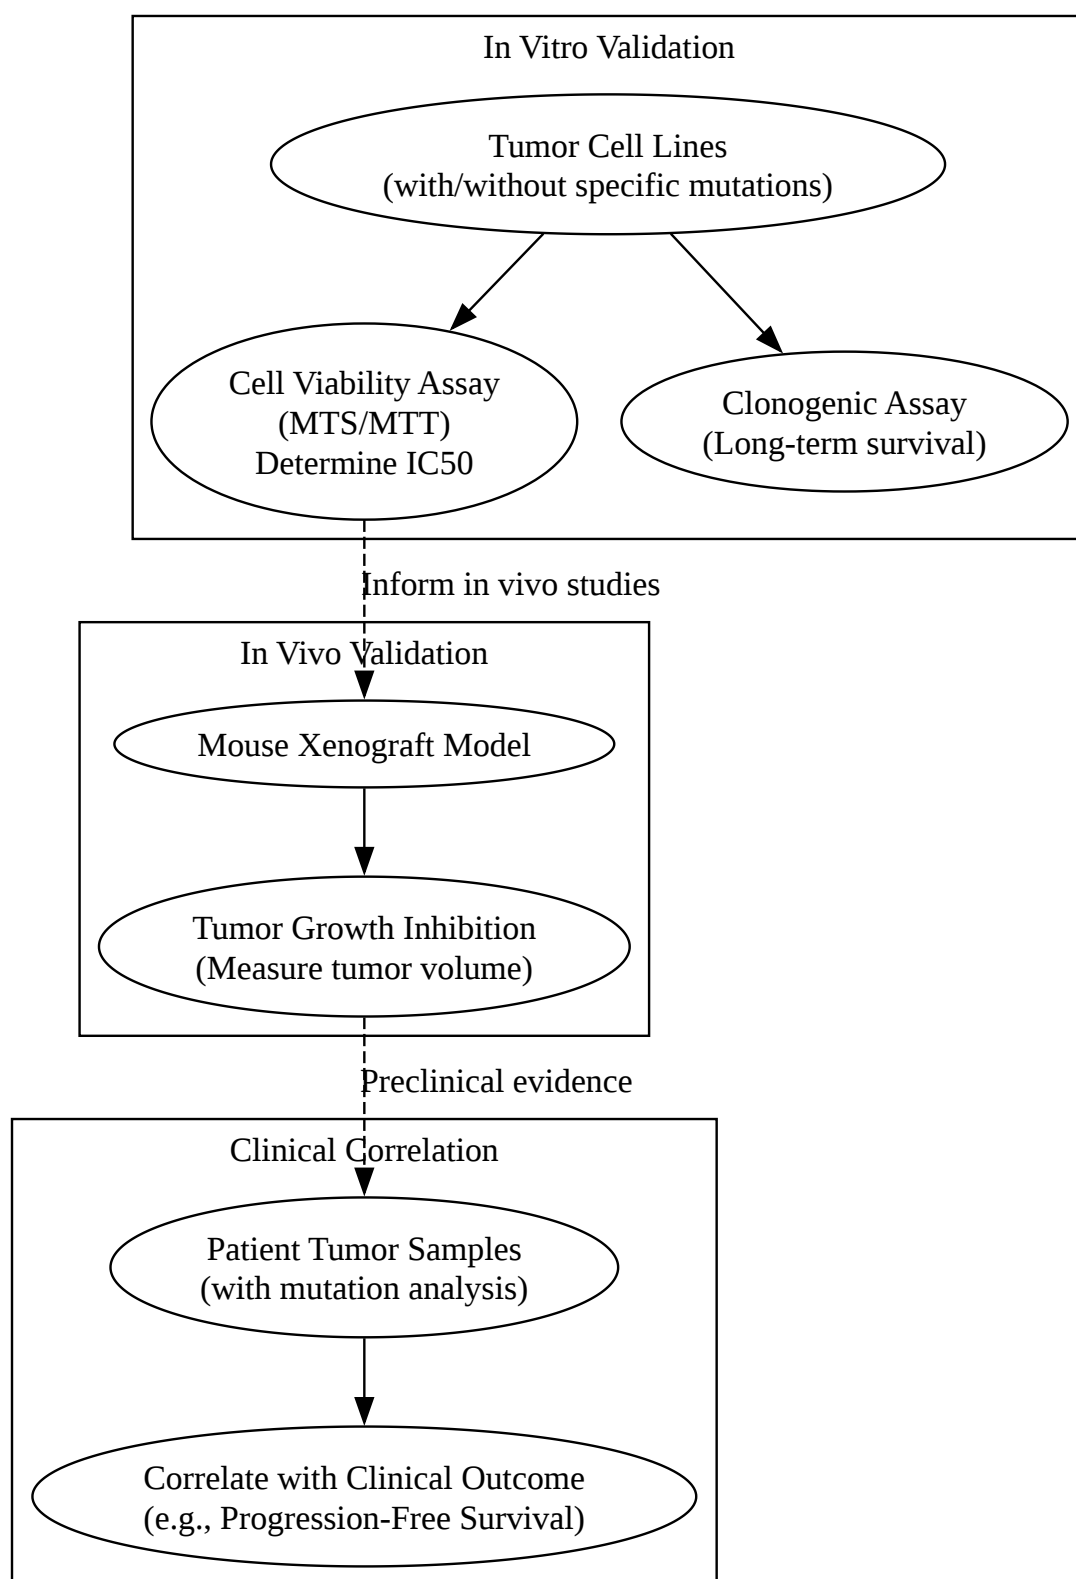 In Vitro Validation
Tumor Cell Lines
(with/without specific mutations)
Cell Viability Assay
(MTS/MTT)
Determine IC50
Clonogenic Assay
(Long-term survival)
Inform in vivo studies
In Vivo Validation
Mouse Xenograft Model
Tumor Growth Inhibition
(Measure tumor volume)
Preclinical evidence
Clinical Correlation
Patient Tumor Samples
(with mutation analysis)
Correlate with Clinical Outcome
(e.g., Progression-Free Survival)